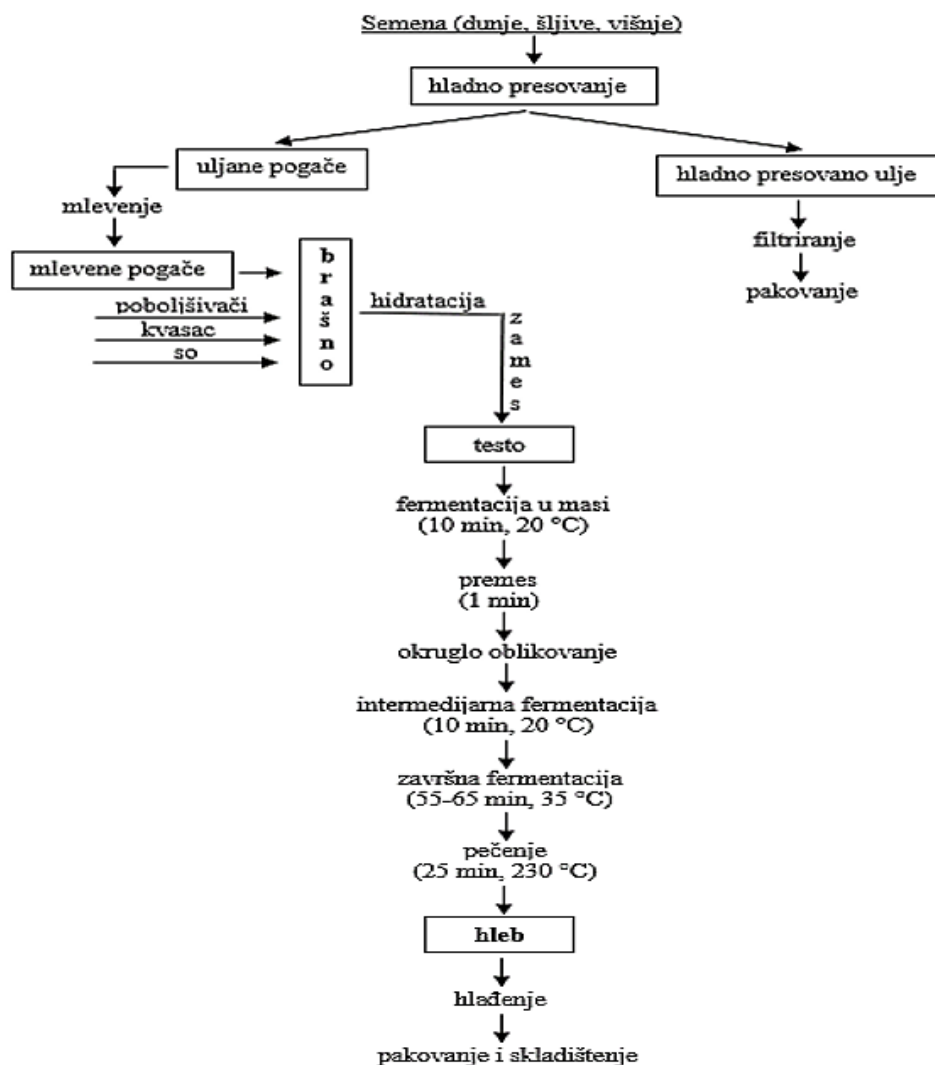 Semena (dunje, šljive, višnje)
hladno presovanje
uljane pogače
hladno presovano ulje
mlevenje
filtriranje
mlevene pogače
pakovanje
poboljšivači
kvasac
so
brašno
hidratacija
zames
testo
fermentacija u masi
(10 min, 20 °C)
premes
(1 min)
okruglo oblikovanje
intermedijarna fermentacija
(10 min, 20 °C)
završna fermentacija
(55-65 min, 35 °C)
pečenje
(25 min, 230 °C)
hleb
hlađenje
pakovanje i skladištenje